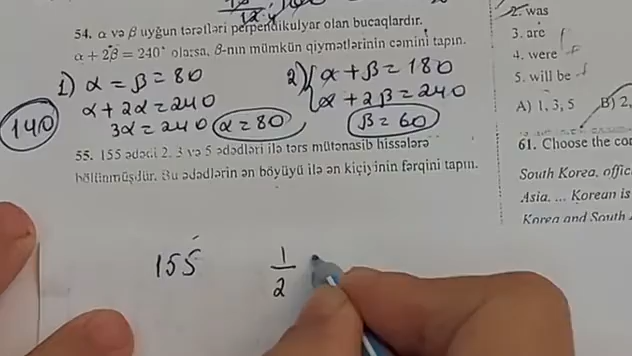 54. α və β uyğun tərəfləri perpendikulyar olan bucaqlardır.
α + 2β = 240° olarsa, β-nın mümkün qiymətlərinin cəmini tapın.
1) α = β = 80
α + 2α = 240
3α = 240 α = 80
140
2) α + β = 180
α + 2β = 240
β = 60
55. 155 ədədi 2, 3 və 5 ədədləri ilə tərs mütənasib hissələrə
bölünmüşdür. Bu ədədlərin ən böyüyü ilə ən kiçiyinin fərqini tapın.
155 1/2
2. was
3. are
4. were
5. will be
A) 1, 3, 5 B) 2,
61. Choose the
South Korea,
Asia. ... Korean is
Korea and South